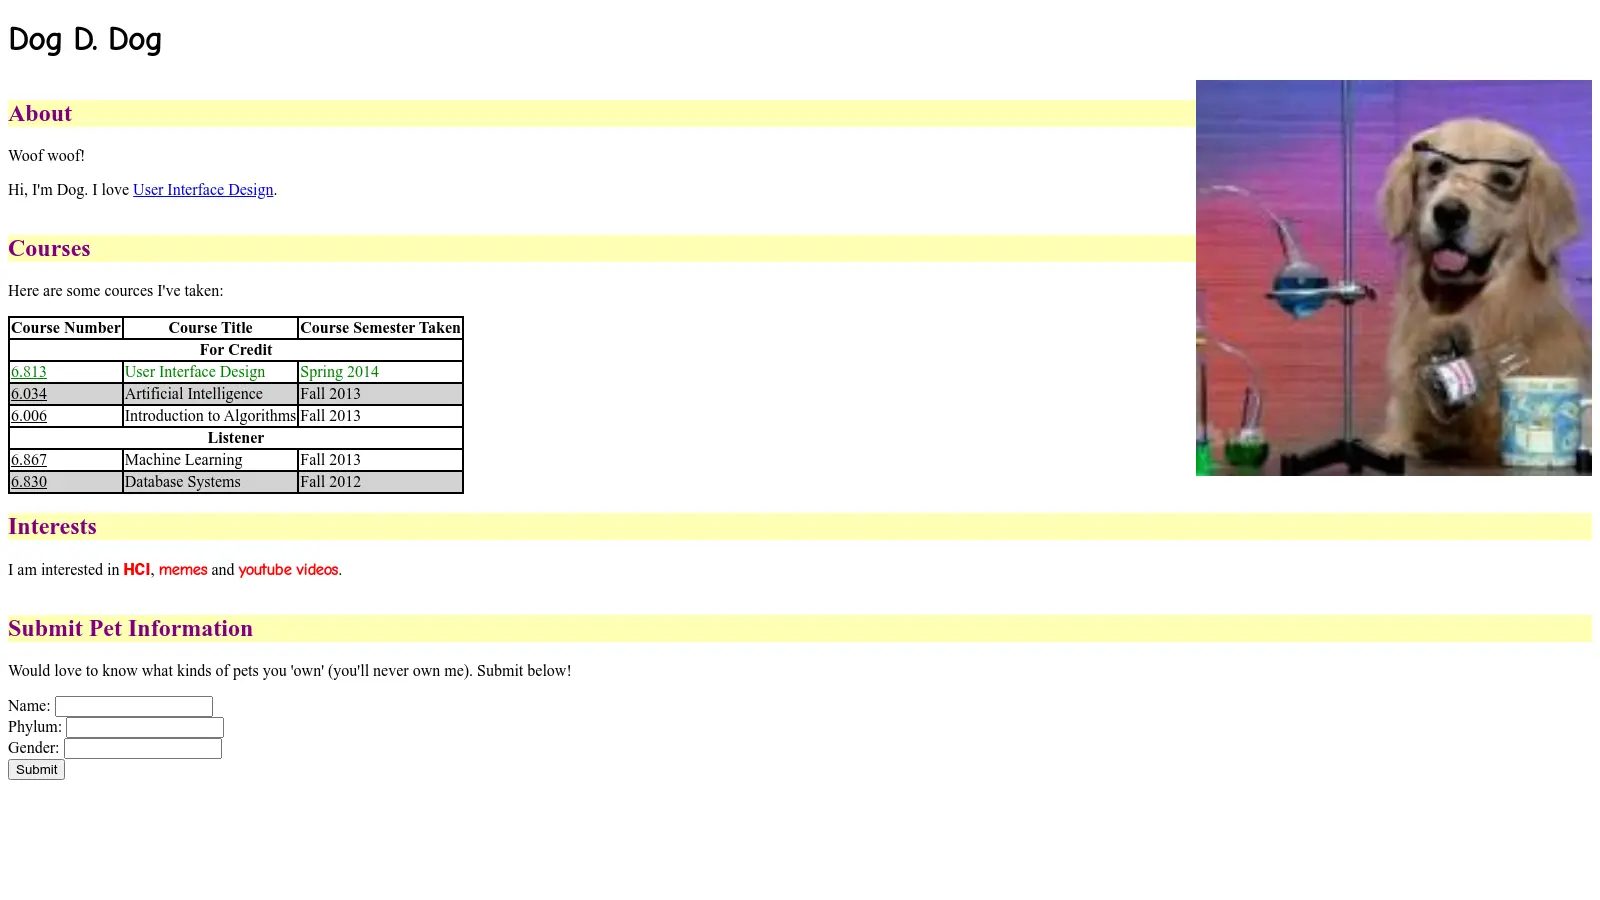 Dog D. Dog
About
Woof woof!
Hi, I'm Dog. I love User Interface Design.
Courses
Here are some cources I've taken:
Course Number Course Title Course Semester Taken
For Credit
6.813 User Interface Design Spring 2014
6.034 Artificial Intelligence Fall 2013
6.006 Introduction to Algorithms Fall 2013
Listener
6.867 Machine Learning Fall 2013
6.830 Database Systems Fall 2012
Interests
I am interested in HCI, memes and youtube videos.
Submit Pet Information
Would love to know what kinds of pets you 'own' (you'll never own me). Submit below!
Name:
Phylum:
Gender:
Submit